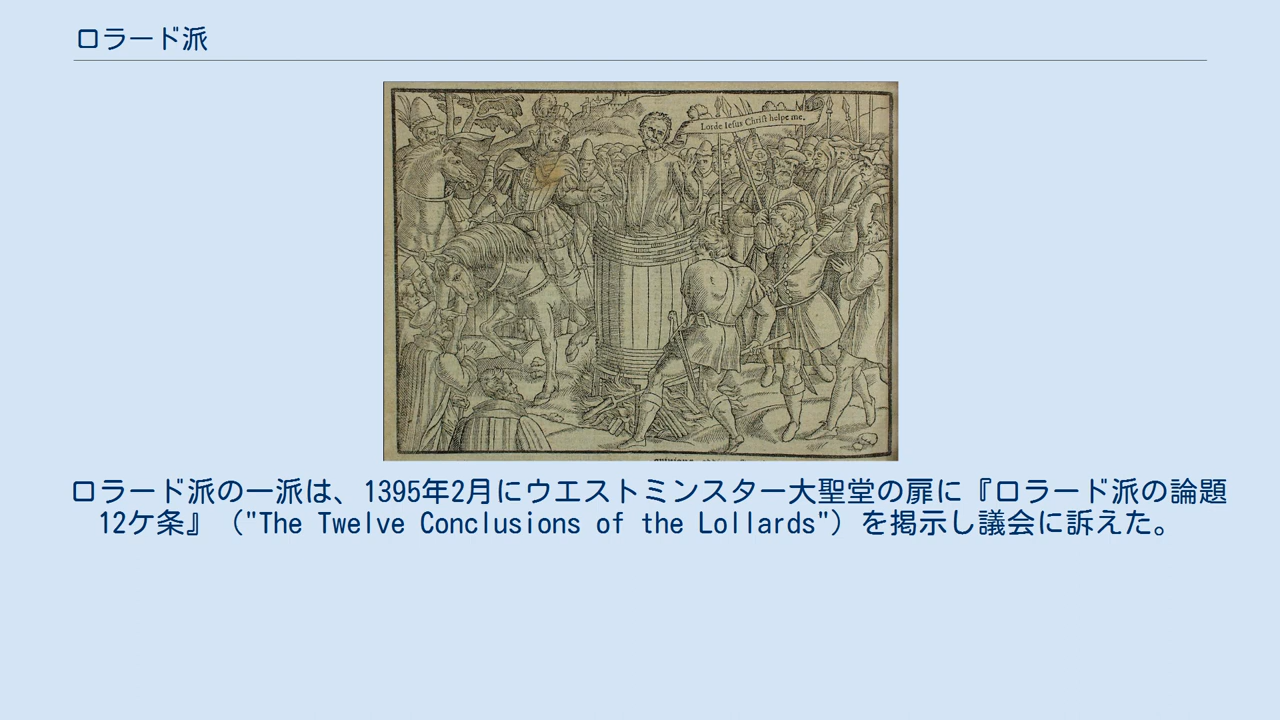 ロラード派
Lorde Iesus Christ helpe me.
ロラード派の一派は、1395年2月にウエストミンスター大聖堂の扉に『ロラード派の論題
12ケ条』（"The Twelve Conclusions of the Lollards"）を掲示し議会に訴えた。